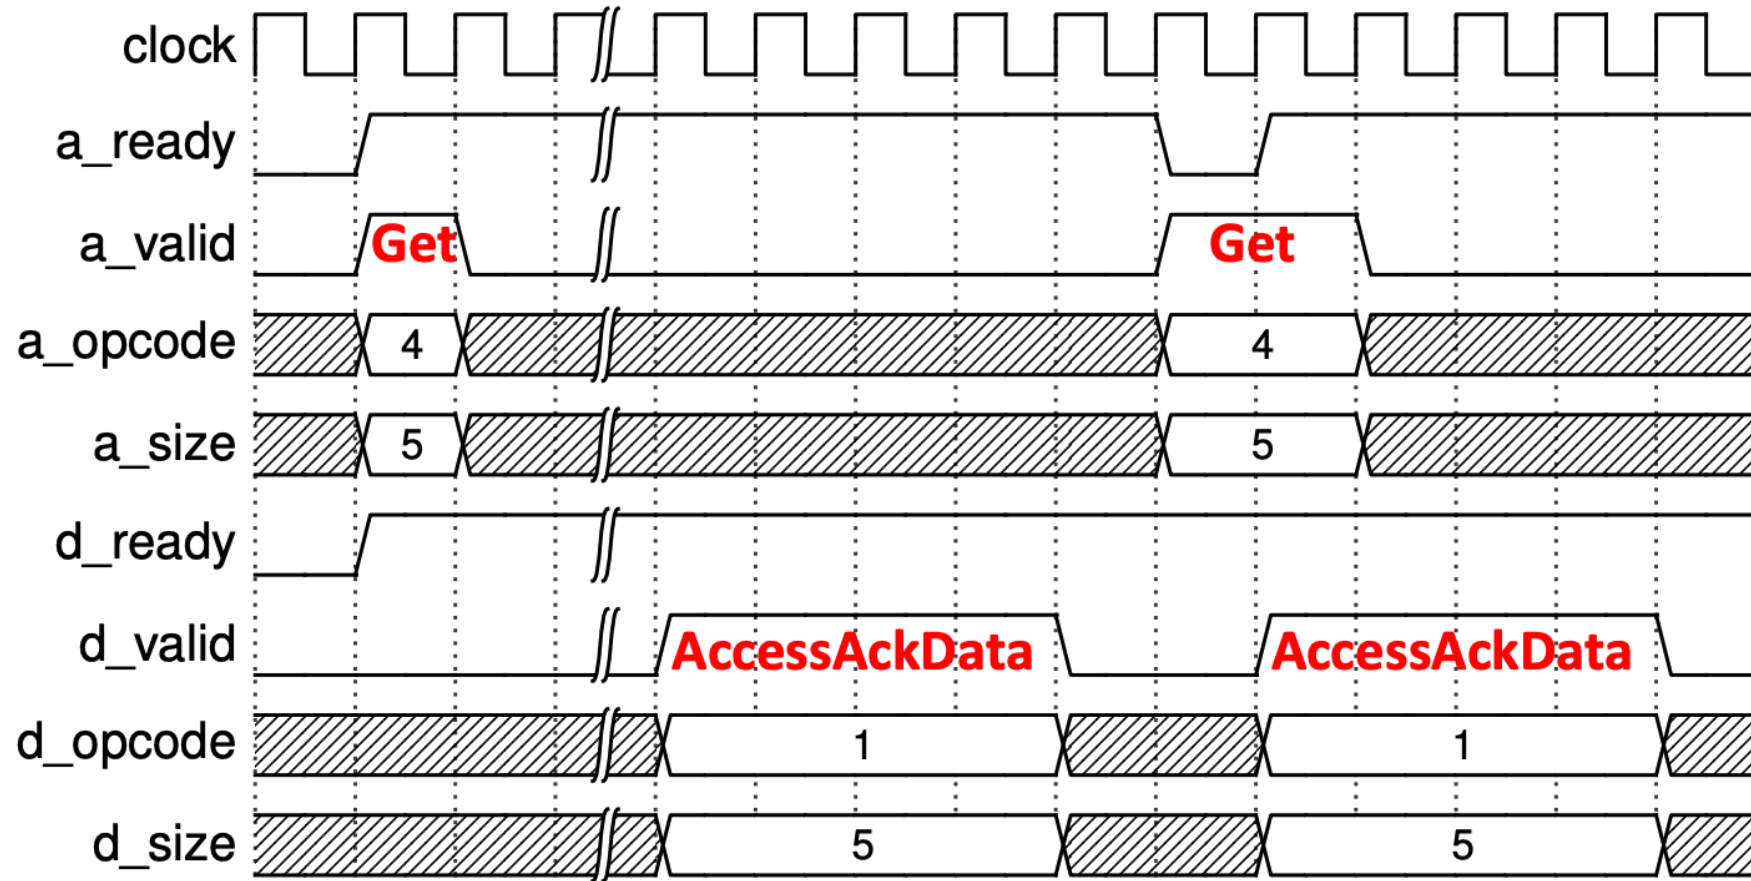 clock
a_ready
a_valid Get Get
a_opcode 4 4
a_size 5 5
d_ready
d_valid AccessAckData AccessAckData
d_opcode 1 1
d_size 5 5